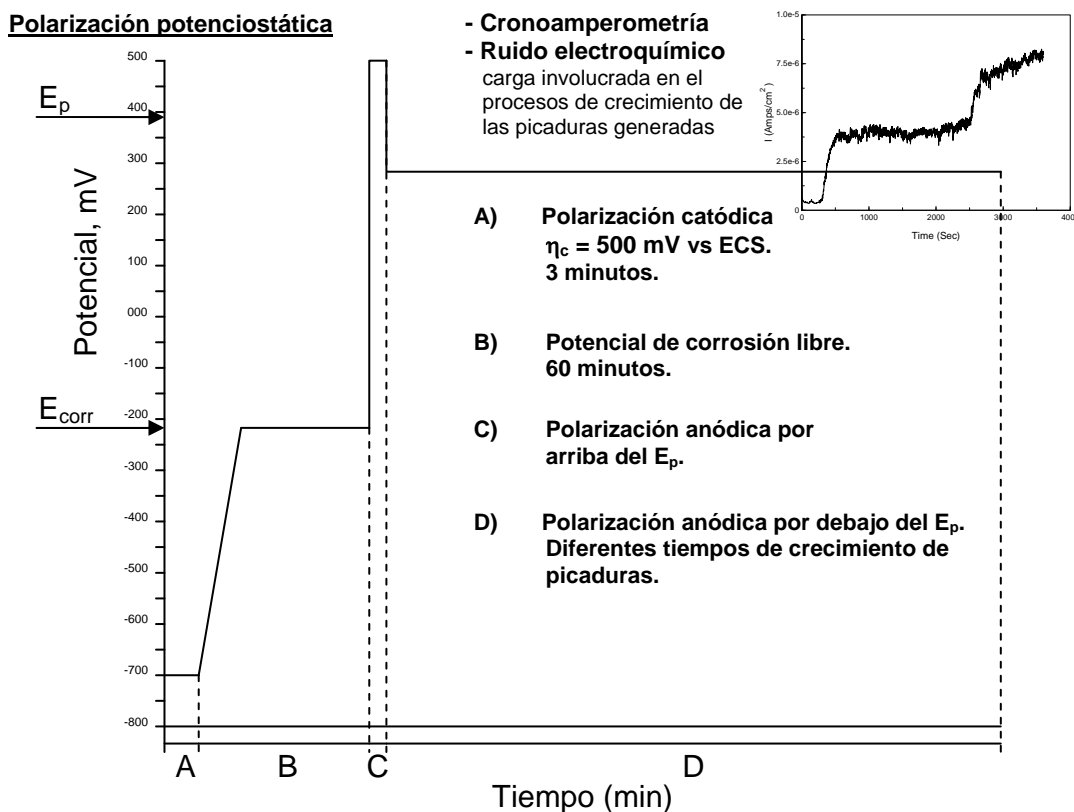 Polarización potenciostática
- Cronoamperometría
- Ruido electroquímico
carga involucrada en el
procesos de crecimiento de
las picaduras generadas
1.0e-5
7.5e-6
5.0e-6
2.5e-6
0
I (Amps/cm²)
0 1000 2000 3000 400
Time (Sec)
Ep
Ecorr
Potencial, mV
500
400
300
200
100
500
000
-100
-200
-300
-400
-500
-600
-700
-800
A) Polarización catódica
ηc = 500 mV vs ECS.
3 minutos.
B) Potencial de corrosión libre.
60 minutos.
C) Polarización anódica por
arriba del Ep.
D) Polarización anódica por debajo del Ep.
Diferentes tiempos de crecimiento de
picaduras.
A B C D
Tiempo (min)